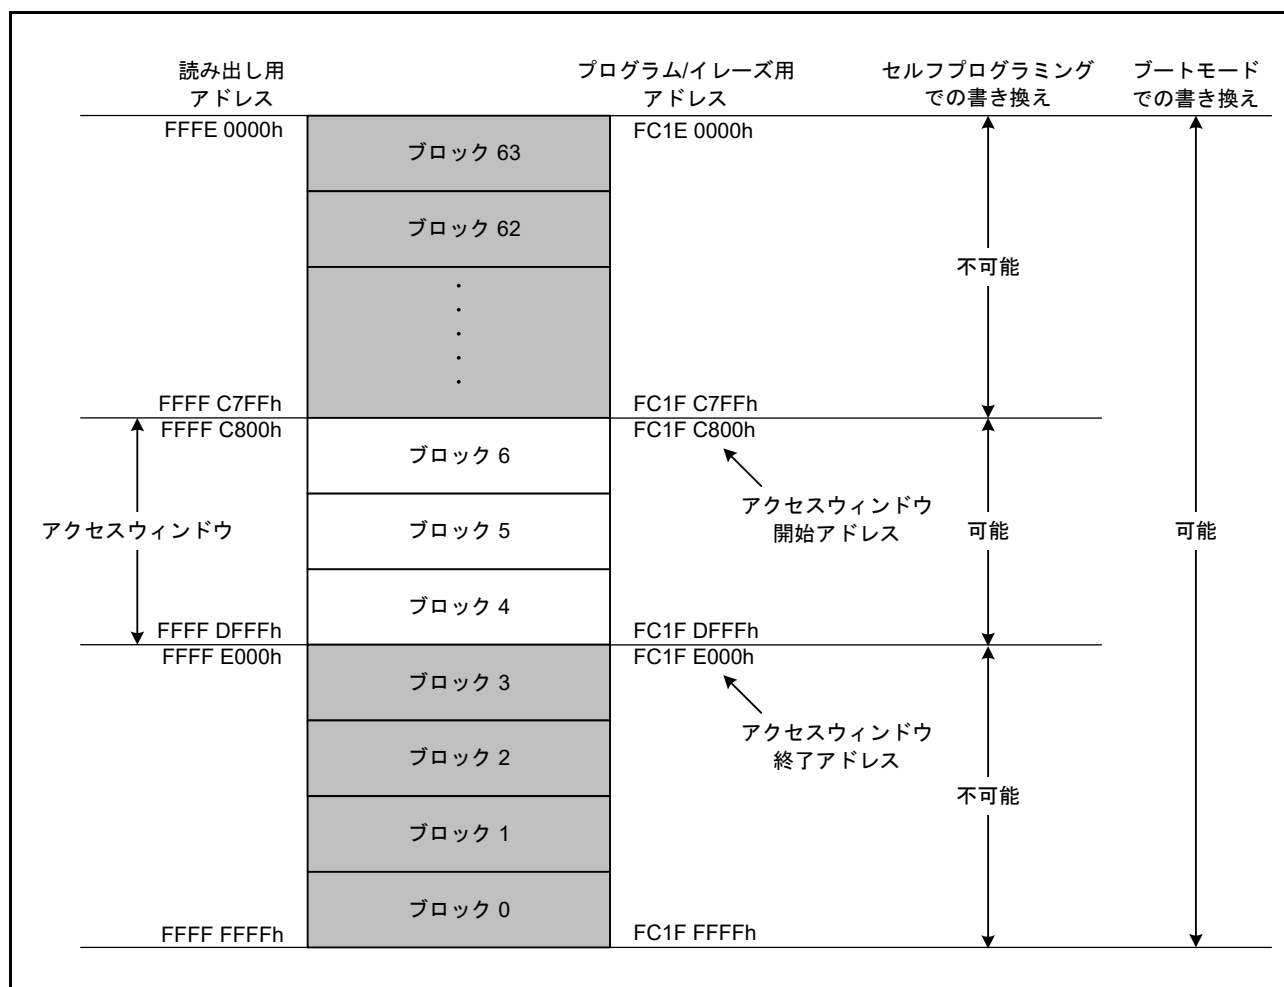 読み出し用
アドレス
プログラム/イレーズ用
アドレス
セルフプログラミング
での書き換え
ブートモード
での書き換え
FFFE 0000h
FC1E 0000h
ブロック 63
ブロック 62
不可能
FFFF C7FFh
FC1F C7FFh
FFFF C800h
FC1F C800h
ブロック 6
アクセスウィンドウ
開始アドレス
アクセスウィンドウ
ブロック 5
可能
可能
ブロック 4
FFFF DFFFh
FC1F DFFFh
FFFF E000h
FC1F E000h
ブロック 3
アクセスウィンドウ
終了アドレス
ブロック 2
不可能
ブロック 1
ブロック 0
FFFF FFFFh
FC1F FFFFh